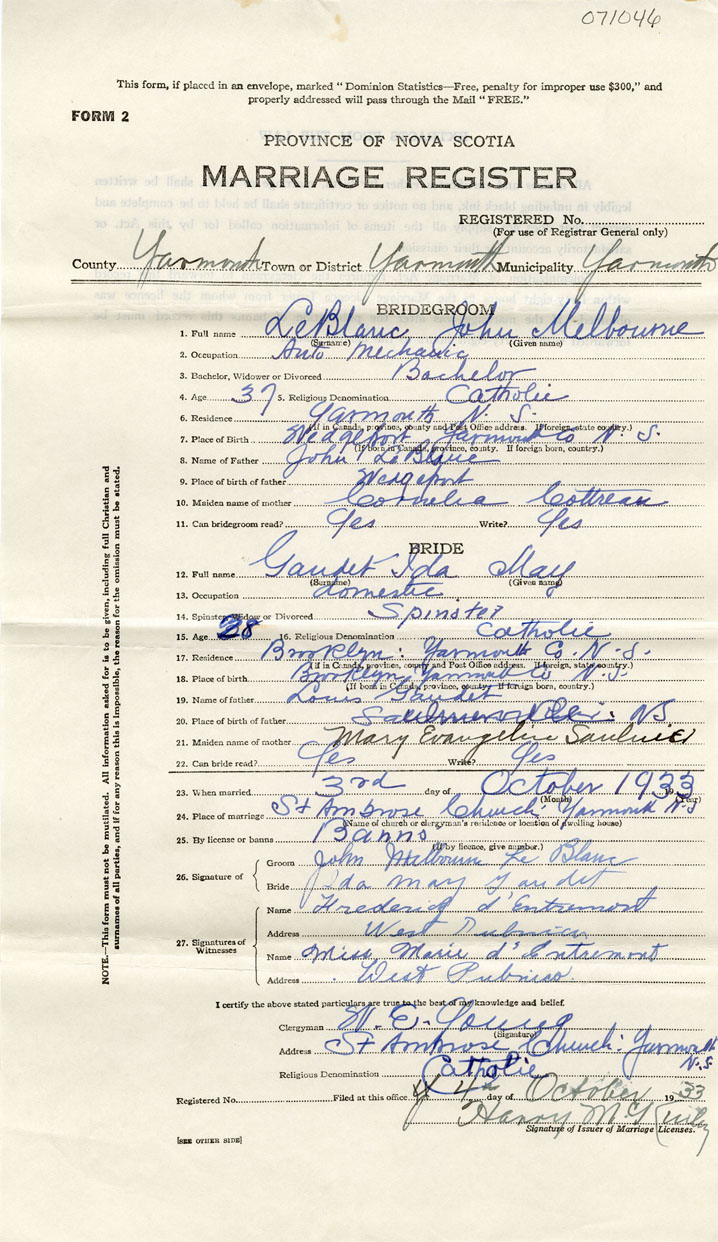 071046
This form, if placed in an envelope, marked "Dominion Statistics—Free, penalty for improper use $300," and
properly addressed will pass through the Mail "FREE."
FORM 2
PROVINCE OF NOVA SCOTIA
MARRIAGE REGISTER
REGISTERED No.
(For use of Registrar General only)
County Yarmouth Town or District Yarmouth Municipality Yarmouth
BRIDEGROOM
1. Full name LeBlanc John Melbourne
(Surname) (Given name)
2. Occupation Auto Mechanic
3. Bachelor, Widower or Divorced Bachelor
4. Age 37 5. Religious Denomination Catholic
6. Residence Yarmouth N. S.
(If in Canada, province, county and Post Office address. If foreign, state country.)
7. Place of Birth Wedgeport Yarmouth Co N. S.
(If born in Canada, province, county. If foreign born, country.)
8. Name of Father John LeBlanc
9. Place of birth of father Wedgeport
10. Maiden name of mother Cornelia Cottreau
11. Can bridegroom read? Yes Write? Yes
BRIDE
12. Full name Gaudet Ida May
(Surname) (Given name)
13. Occupation domestic
14. Spinster, Widow or Divorced Spinster
15. Age 28 16. Religious Denomination Catholic
17. Residence Brooklyn: Yarmouth Co. N. S.
(If in Canada, province, county and Post Office address. If foreign, state country.)
18. Place of birth Brooklyn Yarmouth Co N. S.
(If born in Canada, province, county. If foreign born, country.)
19. Name of father Louis Gaudet
20. Place of birth of father NS
21. Maiden name of mother Mary Evangeline Saulnier
22. Can bride read? Yes Write? Yes
23. When married 3rd day of October 1933
(Month) (Year)
24. Place of marriage St Ambrose Church, Yarmouth N.S
(Name of church or clergyman's residence or location of dwelling house)
25. By license or banns Banns
(If by licence, give number.)
26. Signature of
Groom John Melbourne Le Blanc
Bride Ida may Gaudet
27. Signatures of Witnesses
Name Frederick d'Entremont
Address West Pubnico
Name Miss Marie d'Entremont
Address West Pubnico.
I certify the above stated particulars are true to the best of my knowledge and belief.
Clergyman W. E. Young
(Signature)
Address St Ambrose Church: Yarmouth
N.S.
Religious Denomination Catholic
Registered No. Filed at this office 4th day of October 1933
Harry
Signature of Issuer of Marriage Licenses.
[SEE OTHER SIDE]
NOTE.—This form must not be mutilated. All information asked for is to be given, including full Christian and
surnames of all parties, and if for any reason this is impossible, the reason for the omission must be stated.